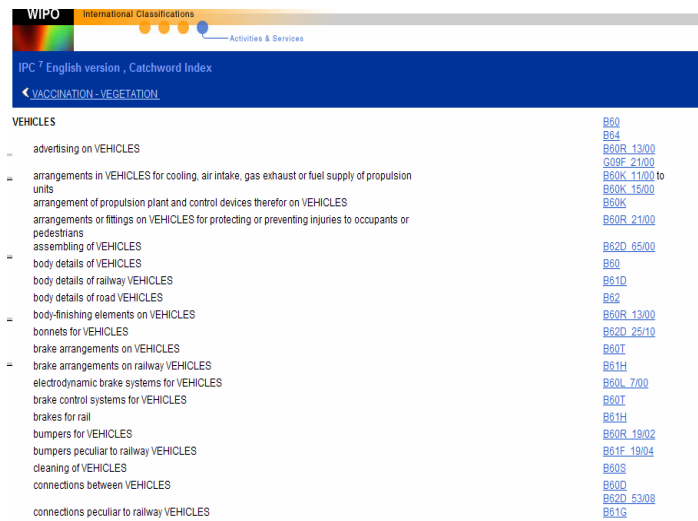 WIPO International Classifications
Activities & Services
IPC 7 English version , Catchword Index
VACCINATION - VEGETATION
VEHICLES B60
B64
advertising on VEHICLES B60R 13/00
G09F 21/00
arrangements in VEHICLES for cooling, air intake, gas exhaust or fuel supply of propulsion B60K 11/00 to
units B60K 15/00
arrangement of propulsion plant and control devices therefor on VEHICLES B60K
arrangements or fittings on VEHICLES for protecting or preventing injuries to occupants or B60R 21/00
pedestrians
assembling of VEHICLES B62D 65/00
body details of VEHICLES B60
body details of railway VEHICLES B61D
body details of road VEHICLES B62
body-finishing elements on VEHICLES B60R 13/00
bonnets for VEHICLES B62D 25/10
brake arrangements on VEHICLES B60T
brake arrangements on railway VEHICLES B61H
electrodynamic brake systems for VEHICLES B60L 7/00
brake control systems for VEHICLES B60T
brakes for rail B61H
bumpers for VEHICLES B60R 19/02
bumpers peculiar to railway VEHICLES B61F 19/04
cleaning of VEHICLES B60S
connections between VEHICLES B60D
B62D 53/08
connections peculiar to railway VEHICLES B61G